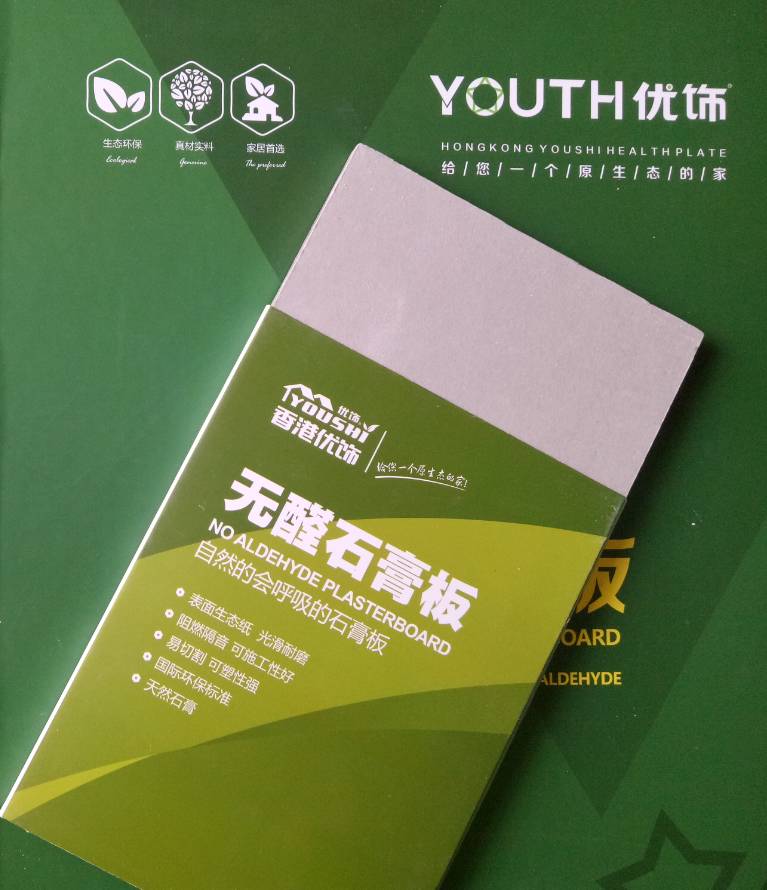 YOUTH优饰®
HONGKONG YOUSHI HEALTH PLATE
给/您/一/个/原/生/态/的/家
生态环保
真材实料
家居首选
Ecological
Genuine
The preferred
优饰
YOUSHI
香港优饰
给您一个原生态的家!
无醛石膏板
NO ALDEHYDE PLASTERBOARD
自然的会呼吸的石膏板
表面生态纸 光滑耐磨
阻燃隔音 可施工性好
易切割 可塑性强
国际环保标准
天然石膏
板
OARD
ALDEHYDE